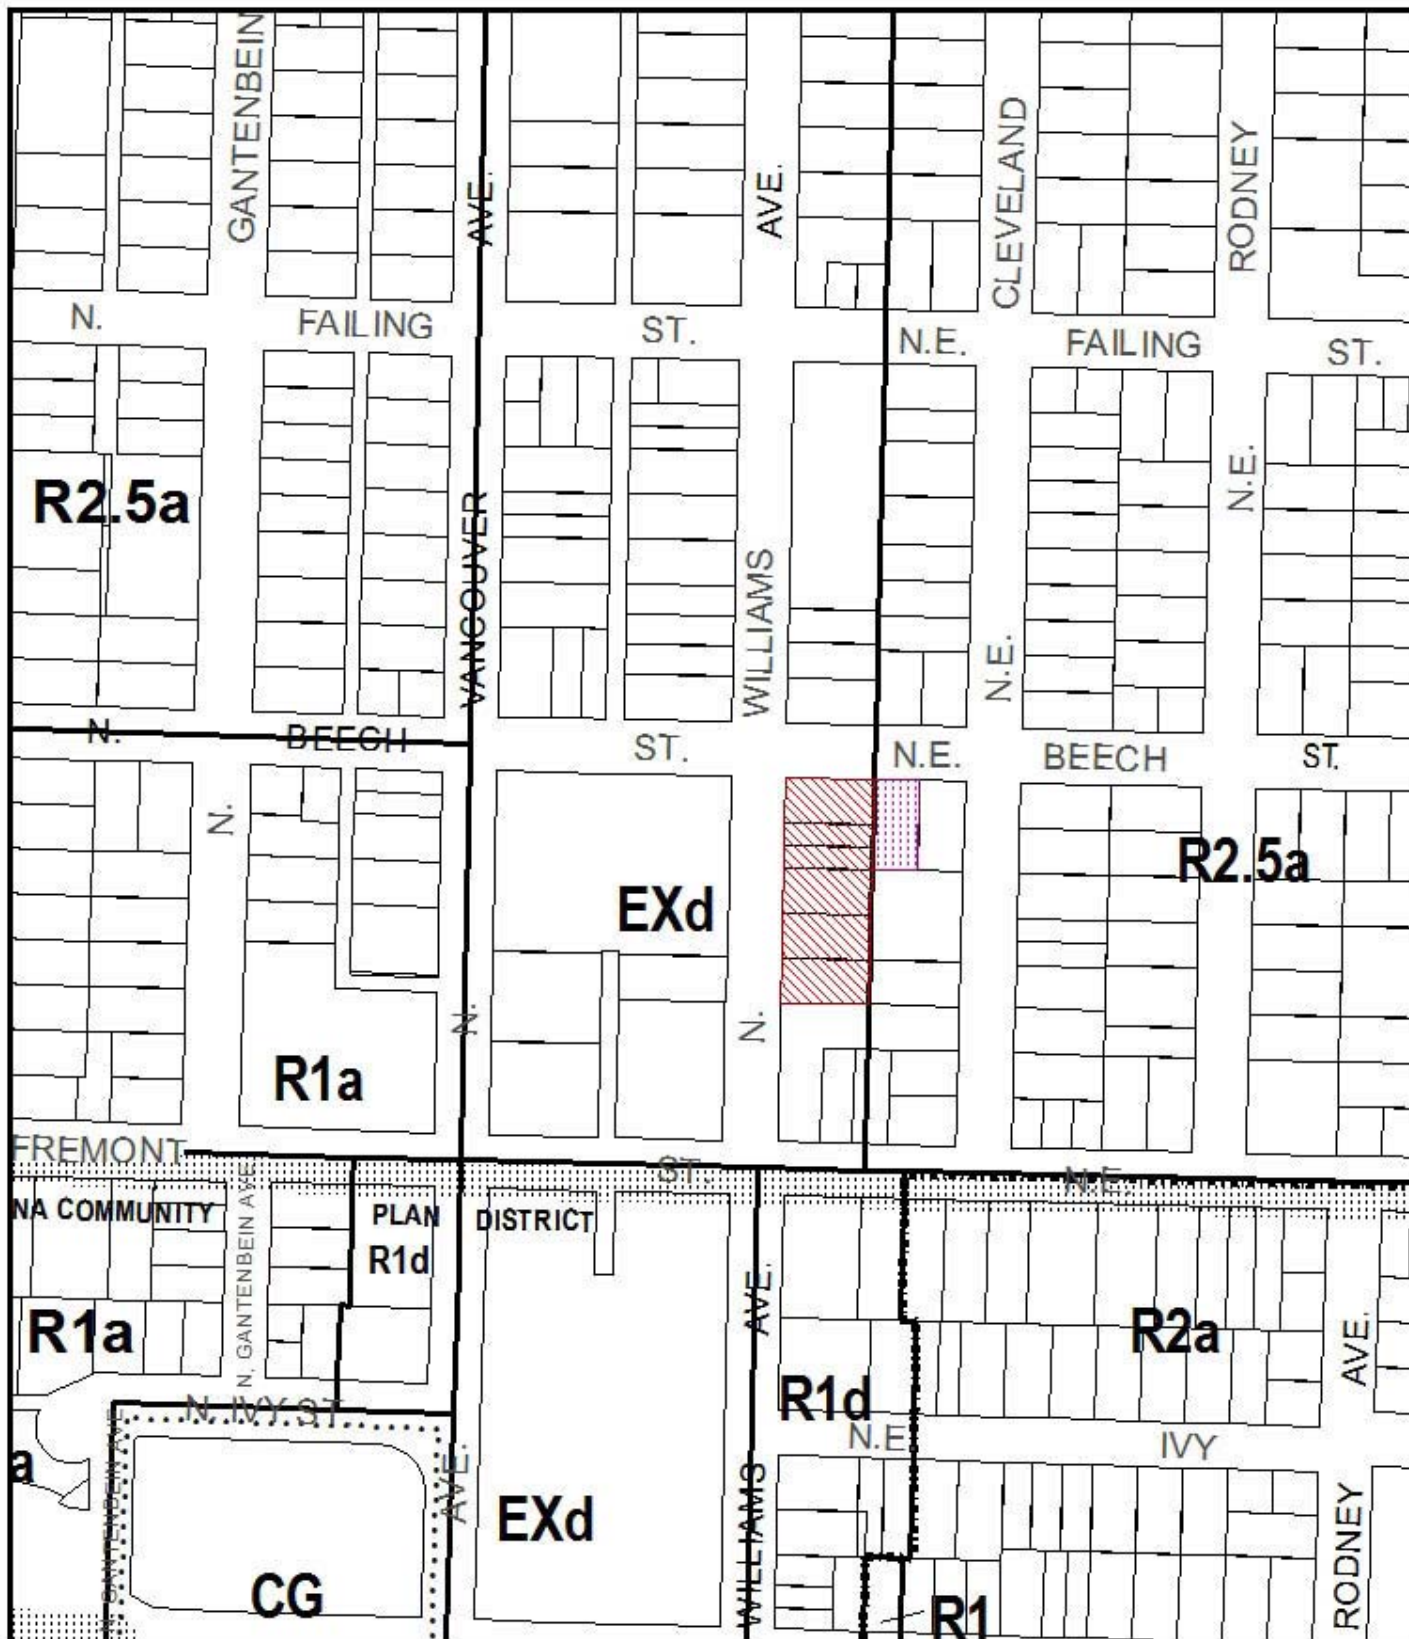 GANTENBEIN
AVE.
AVE.
CLEVELAND
RODNEY
N.
FAILING
ST.
N.E.
FAILING
ST.
R2.5a
VANCOUVER
WILLIAMS
N.E.
N.E.
N.
BEECH
ST.
N.E.
BEECH
ST.
N.
R2.5a
EXd
N.
N.
R1a
FREMONT
ST.
N.E.
NA COMMUNITY
PLAN
DISTRICT
N. GANTENBEIN AVE
R1d
R1a
AVE.
R2a
AVE.
R1d
N. IVY ST.
N.E
IVY
a
N. GANTENBEIN AVE
AVE.
EXd
WILLIAMS
RODNEY
CG
R1